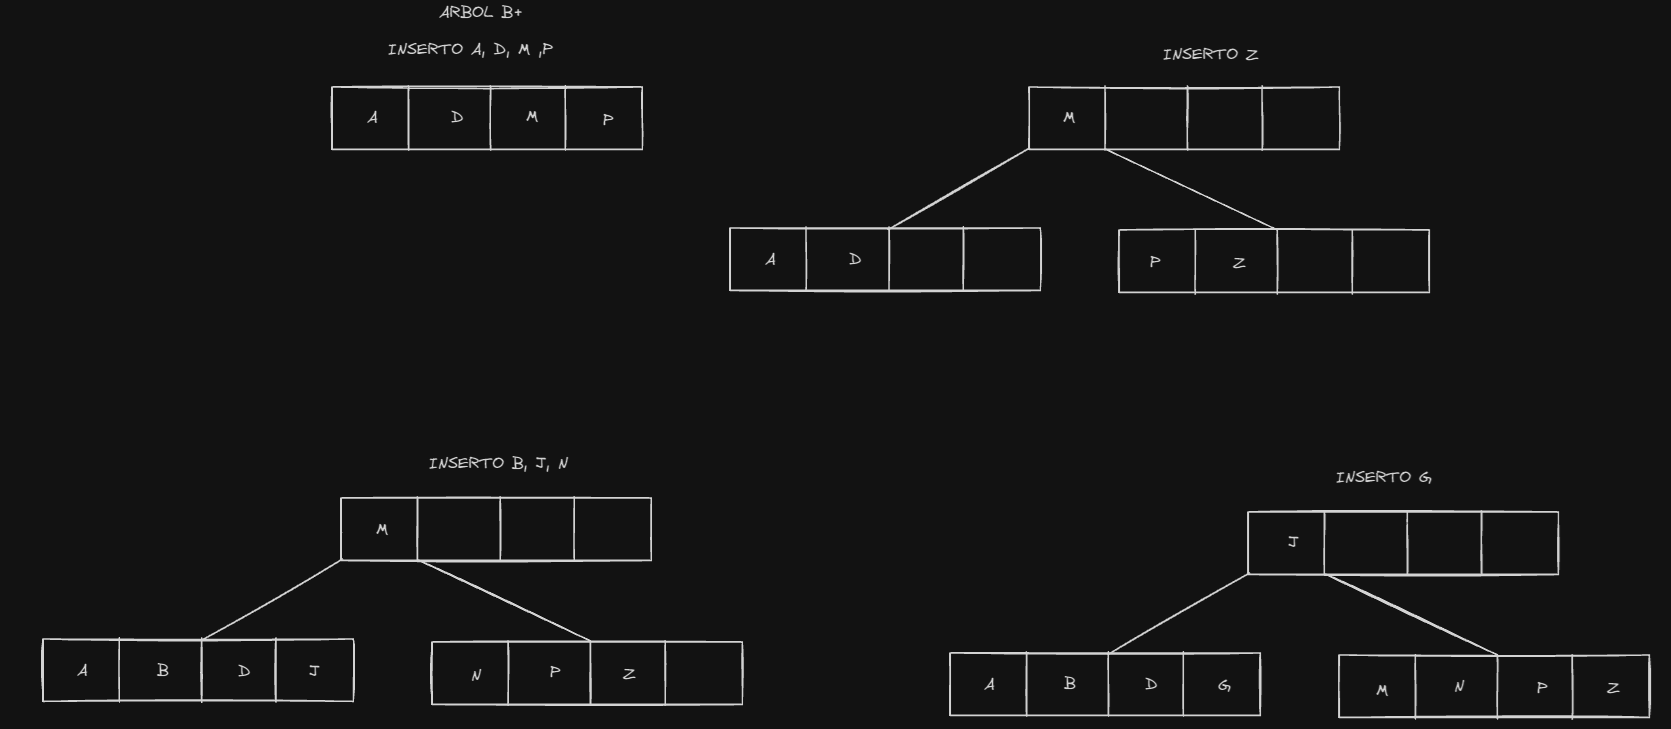 ARBOL B+
INSERTO A, D, M ,P
A D M P
INSERTO Z
M
A D
P Z
INSERTO B, J, N
M
A B D J
N P Z
INSERTO G
J
A B D G
M N P Z